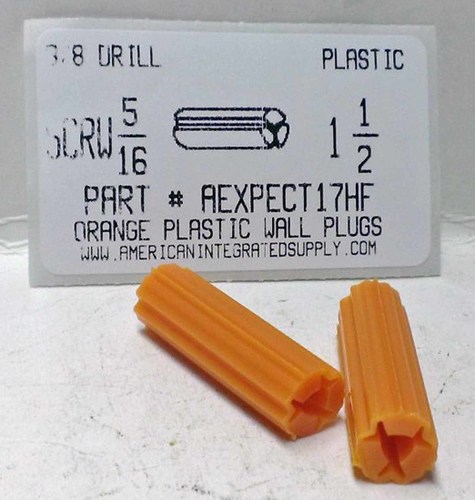 3/8 DRILL PLASTIC
SCRW 5/16 1 1/2
PART # AEXPECT17HF
ORANGE PLASTIC WALL PLUGS
WWW.AMERICANINTEGRATEDSUPPLY.COM